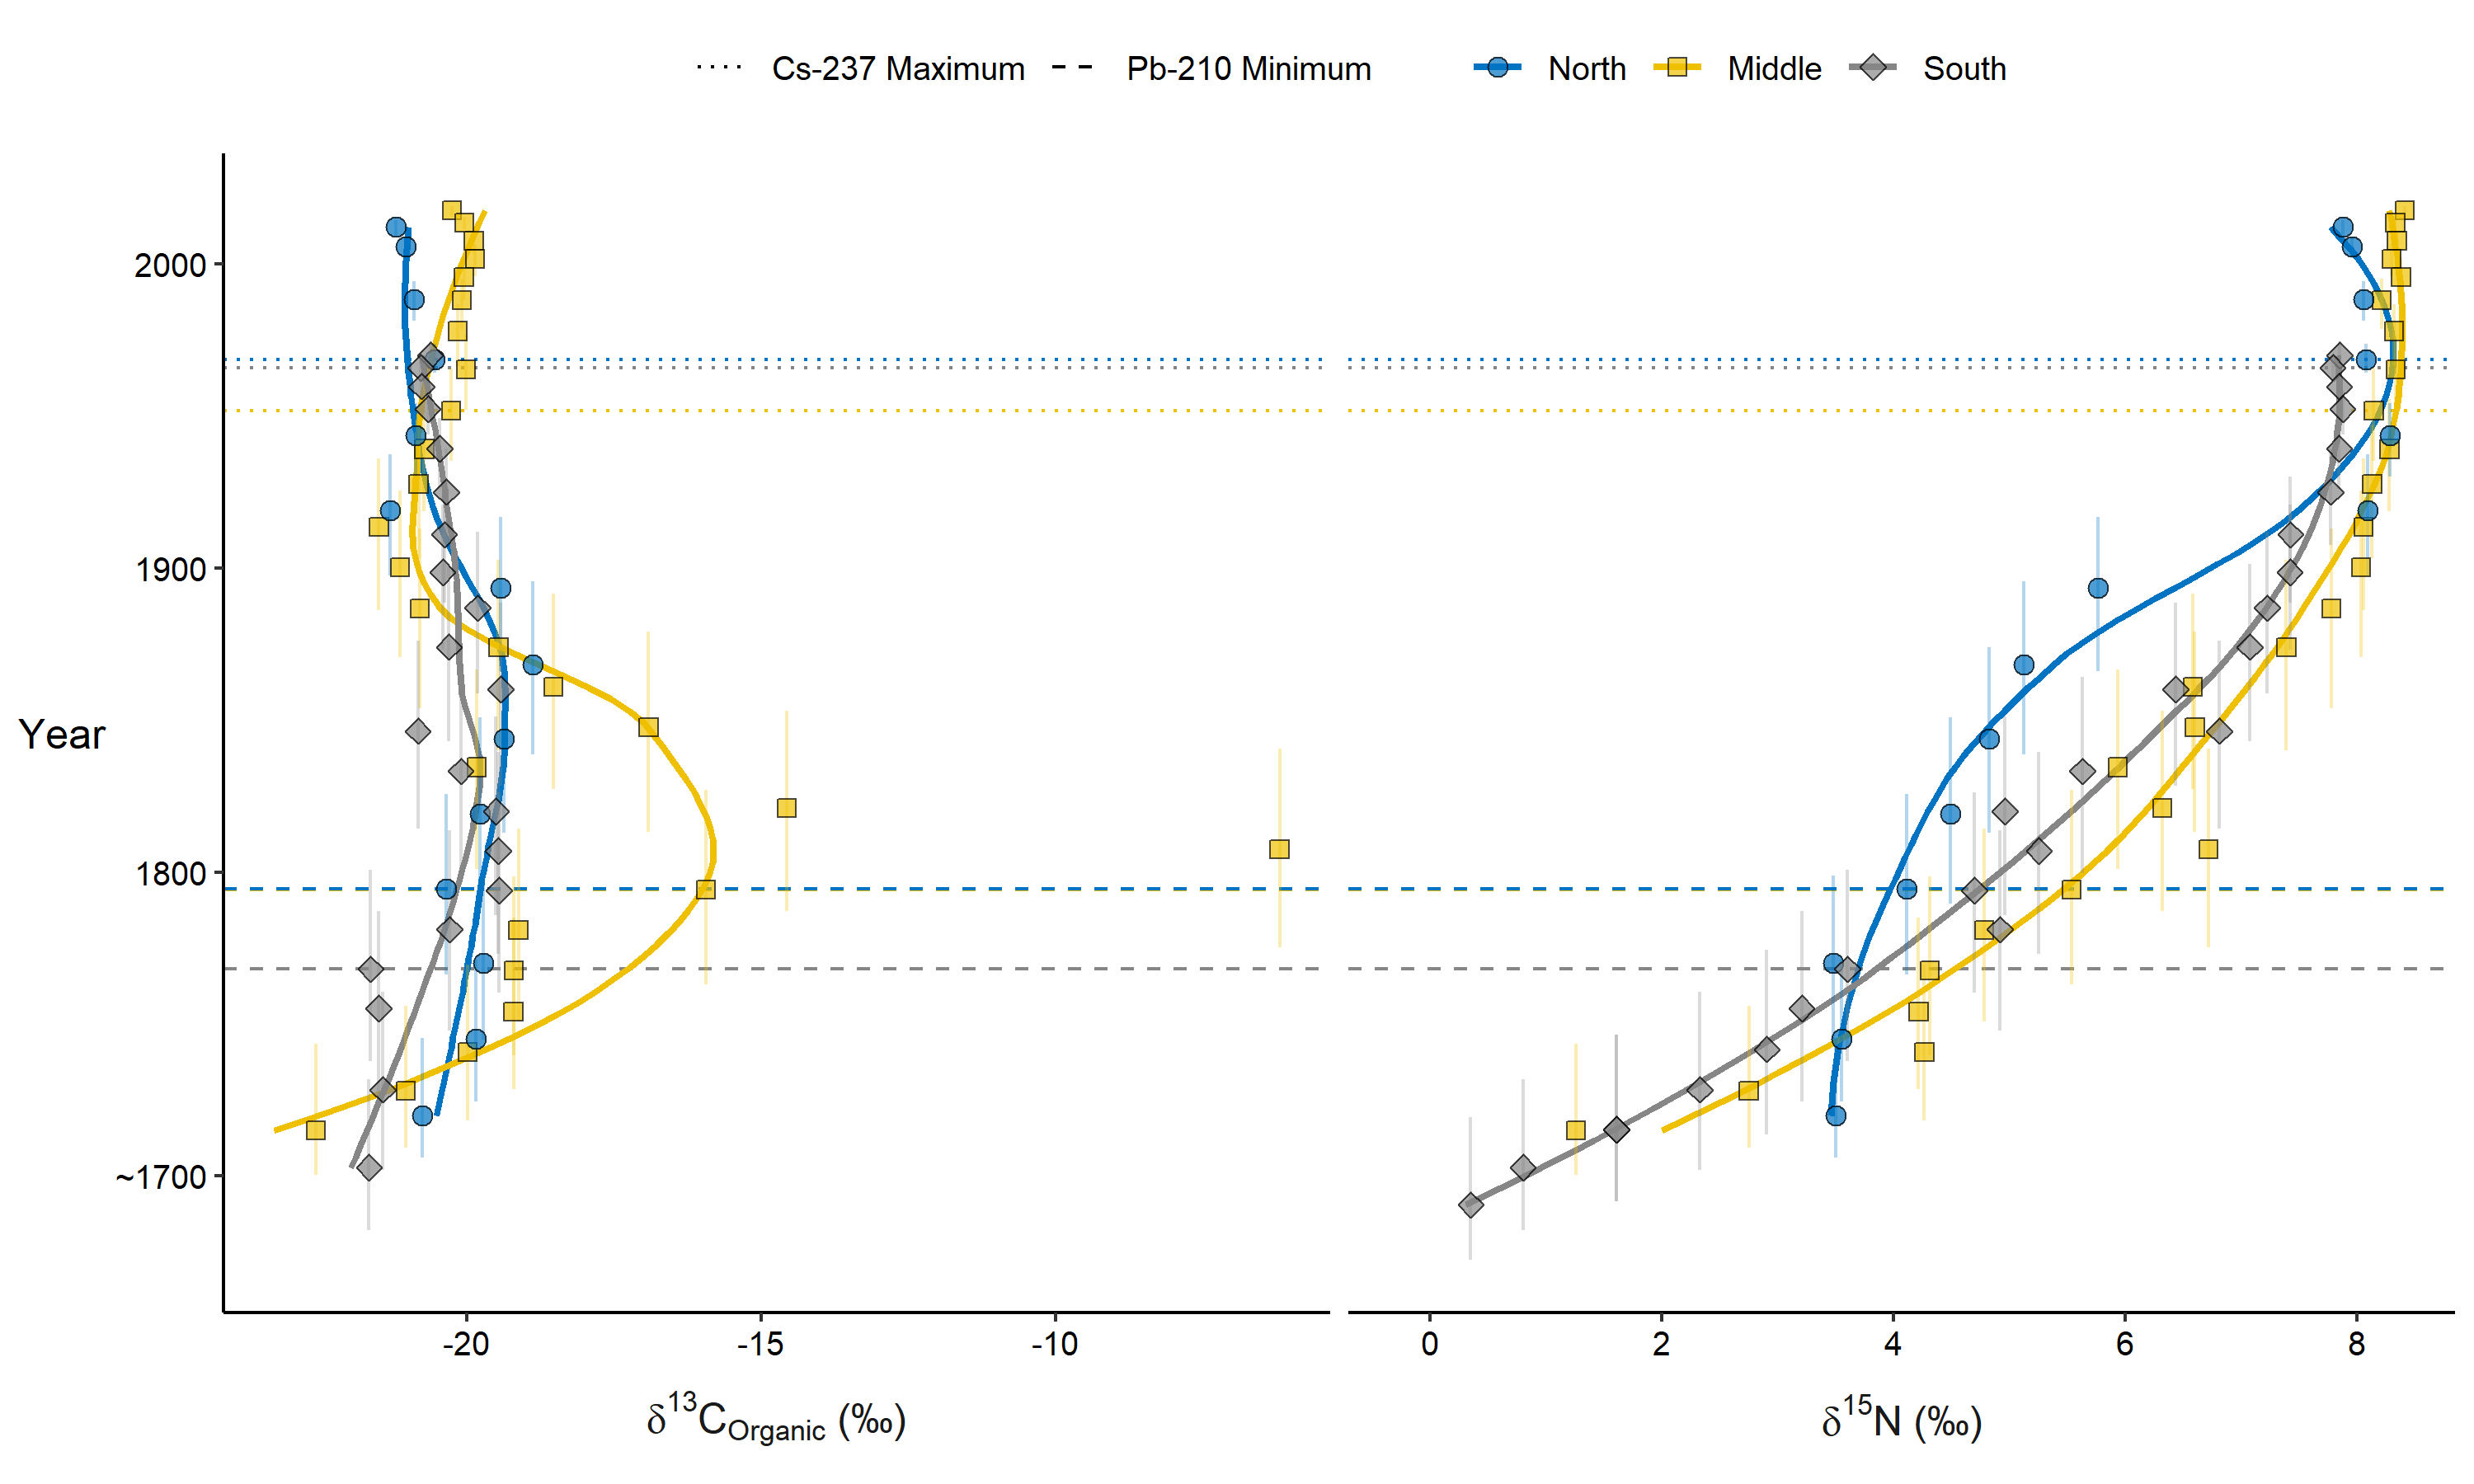 Cs-237 Maximum Pb-210 Minimum North Middle South
2000
1900
Year
1800
~1700
-20 -15 -10 0 2 4 6 8
δ¹³C_Organic (‰) δ¹⁵N (‰)